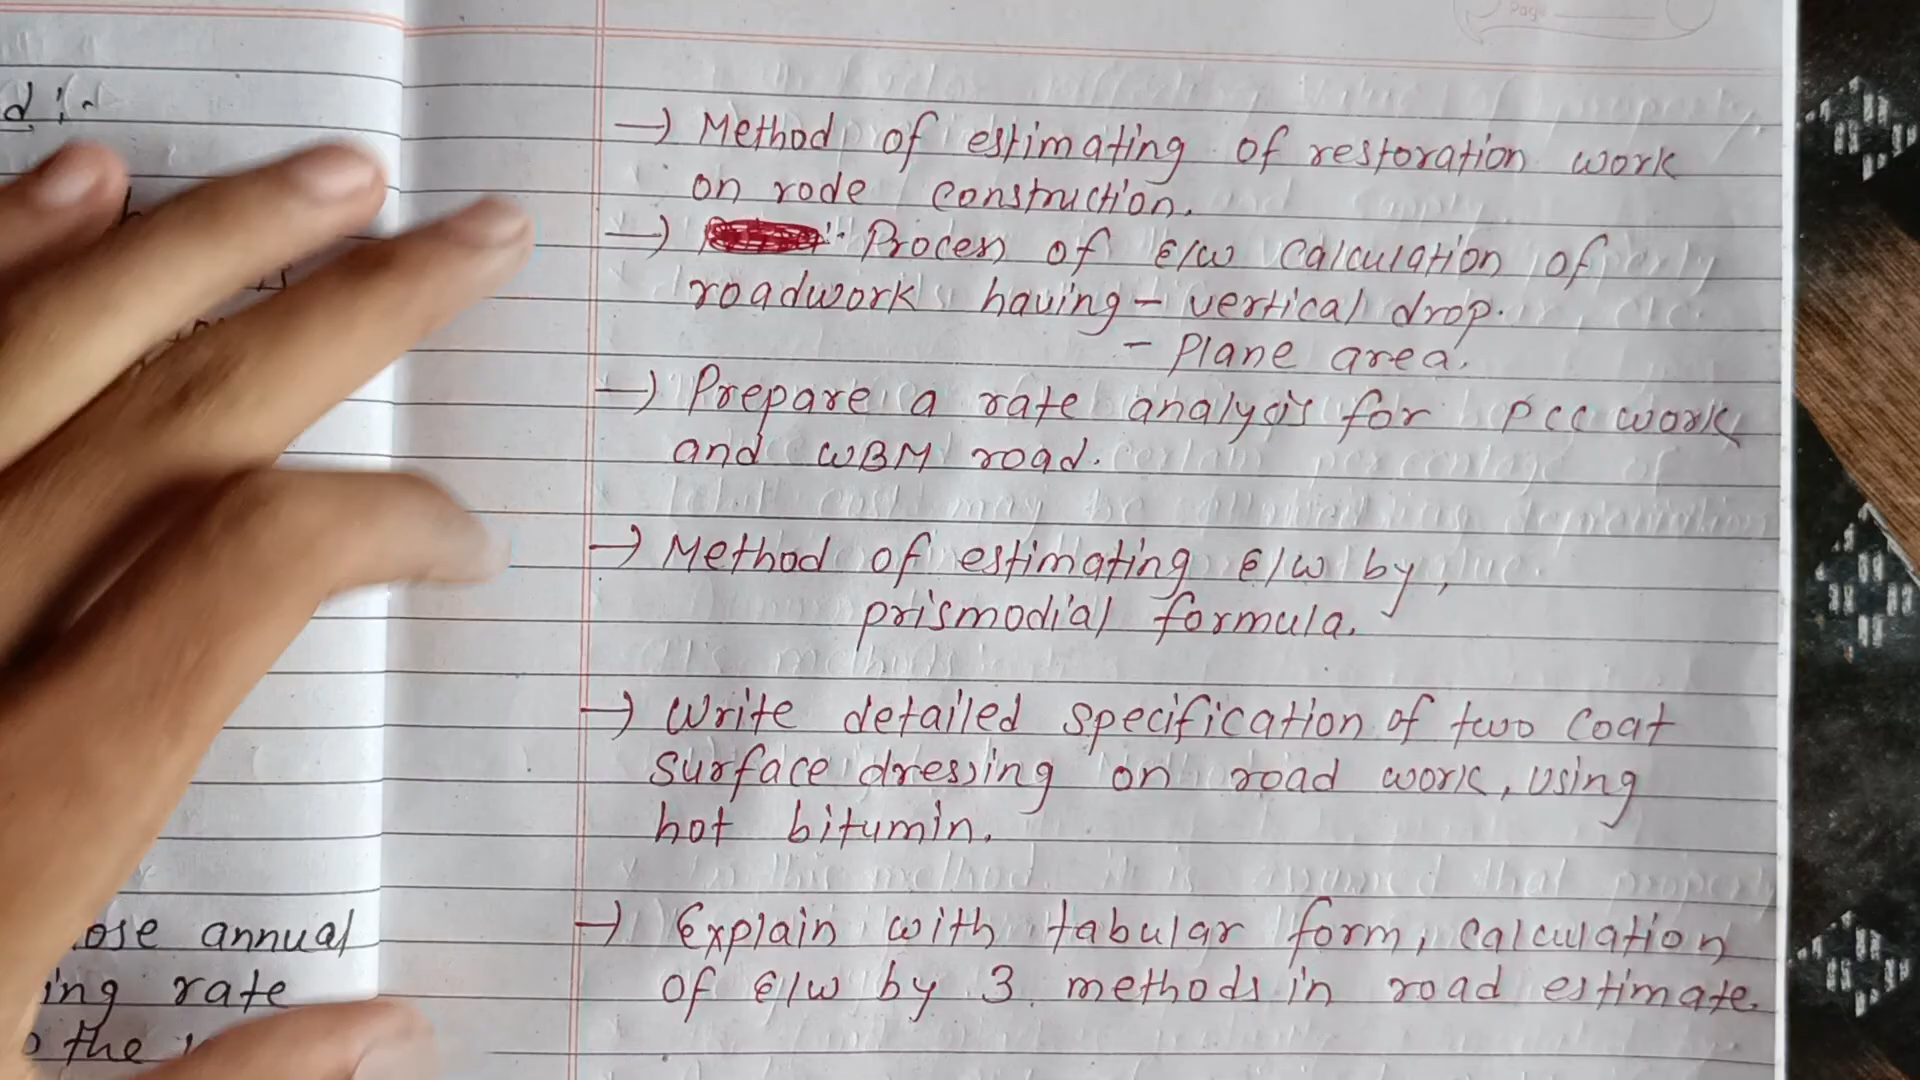 Page
d :-
→ Method of estimating of restoration work
on rode construction.
→ Process of E/W calculation of
roadwork having - vertical drop.
- Plane area.
→ Prepare a rate analysis for PCC work
and WBM road.
→ Method of estimating E/W by,
prismodial formula.
→ Write detailed specification of two coat
surface dressing on road work, using
hot bitumin.
→ Explain with tabular form, calculation
of E/W by 3 methods in road estimate.
ose annual
ing rate
the